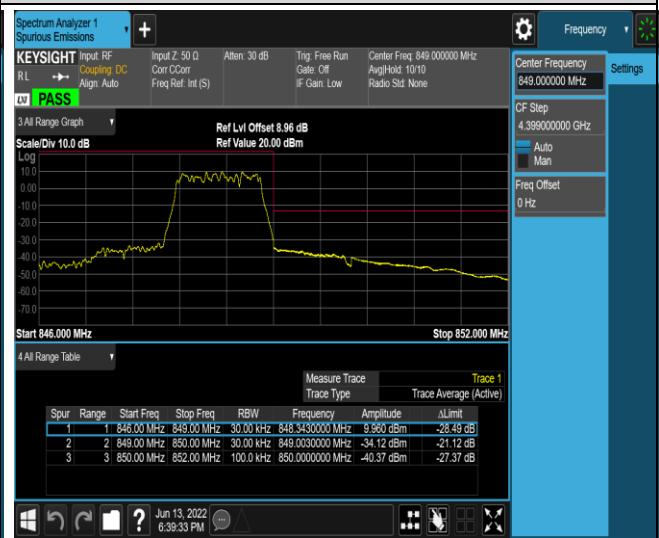 Spectrum Analyzer 1
Spurious Emissions
+
Frequency
KEYSIGHT
RL
LXI PASS
Input: RF
Coupling: DC
Align: Auto
Input Z: 50 Ω
Corr CCorr
Freq Ref: Int (S)
Atten: 30 dB
Trig: Free Run
Gate: Off
IF Gain: Low
Center Freq: 849.000000 MHz
Avg|Hold: 10/10
Radio Std: None
Center Frequency
849.000000 MHz
Settings
CF Step
4.399000000 GHz
Auto
Man
Freq Offset
0 Hz
3 All Range Graph
Scale/Div 10.0 dB
Ref Lvl Offset 8.96 dB
Ref Value 20.00 dBm
Log
10.0
0.00
-10.0
-20.0
-30.0
-40.0
-50.0
-60.0
-70.0
Start 846.000 MHz
Stop 852.000 MHz
4 All Range Table
Measure Trace Trace 1
Trace Type Trace Average (Active)
Spur Range Start Freq Stop Freq RBW Frequency Amplitude ΔLimit
1 1 846.00 MHz 849.00 MHz 30.00 kHz 848.3430000 MHz 9.960 dBm -28.49 dB
2 2 849.00 MHz 850.00 MHz 30.00 kHz 849.0030000 MHz -34.12 dBm -21.12 dB
3 3 850.00 MHz 852.00 MHz 100.0 kHz 850.0000000 MHz -40.37 dBm -27.37 dB
?
Jun 13, 2022
6:39:33 PM